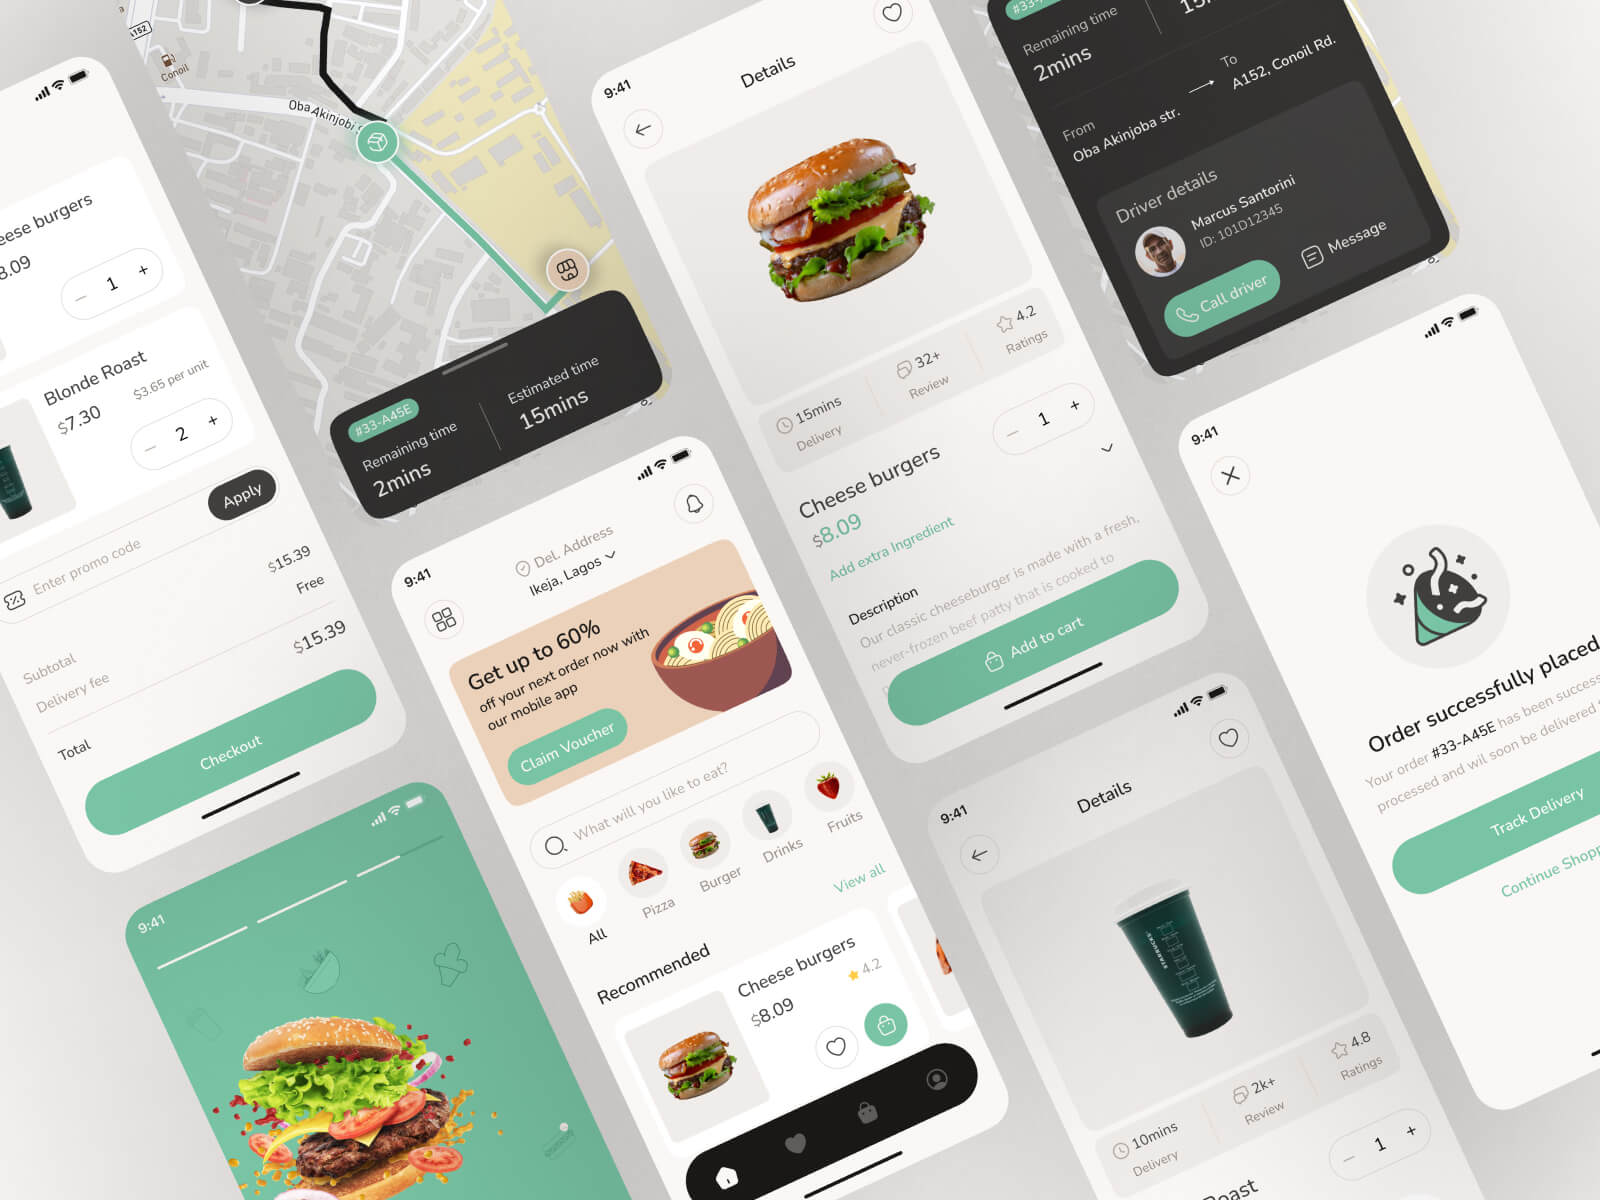 eese burgers
8.09
1
Blonde Roast
$7.30
$3.65 per unit
2
Enter promo code
Apply
Subtotal
$15.39
Delivery fee
Free
Total
$15.39
Checkout
A152
Conoil
Oba Akinjobi s
#33-A45E
Remaining time
2mins
Estimated time
15mins
9:41
Details
15mins
Delivery
32+
Review
4.2
Ratings
Cheese burgers
$8.09
1
Add extra Ingredient
Description
Our classic cheeseburger is made with a fresh,
never-frozen beef patty that is cooked to
Add to cart
#33-
Remaining time
2mins
From
Oba Akinjoba str.
To
A152, Conoil Rd.
Driver details
Marcus Santorini
ID: 101D12345
Call driver
Message
9:41
9:41
Del. Address
Ikeja, Lagos
Get up to 60%
off your next order now with
our mobile app
Claim Voucher
What will you like to eat?
All
Pizza
Burger
Drinks
Fruits
View all
Recommended
Cheese burgers
$8.09
4.2
9:41
Details
STARBUCKS
10mins
Delivery
2k+
Review
4.8
Ratings
Roast
1
9:41
Order successfully placed
Your order #33-A45E has been success
processed and wil soon be delivered
Track Delivery
Continue Shopp